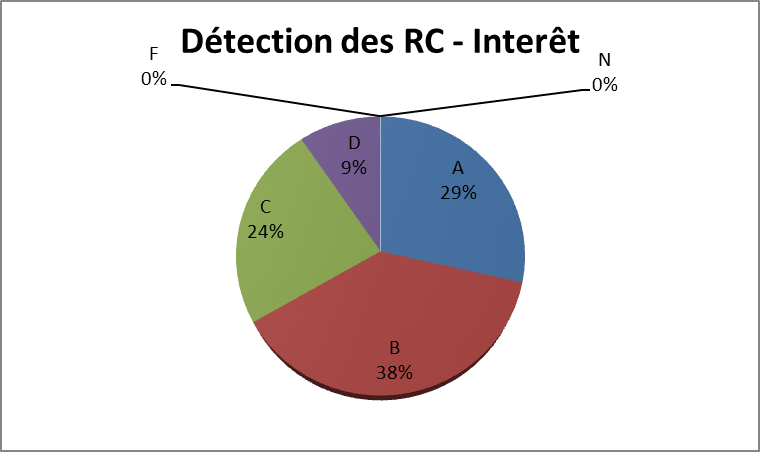 Détection des RC - Interêt
F
0%
N
0%
D
9%
A
29%
C
24%
B
38%